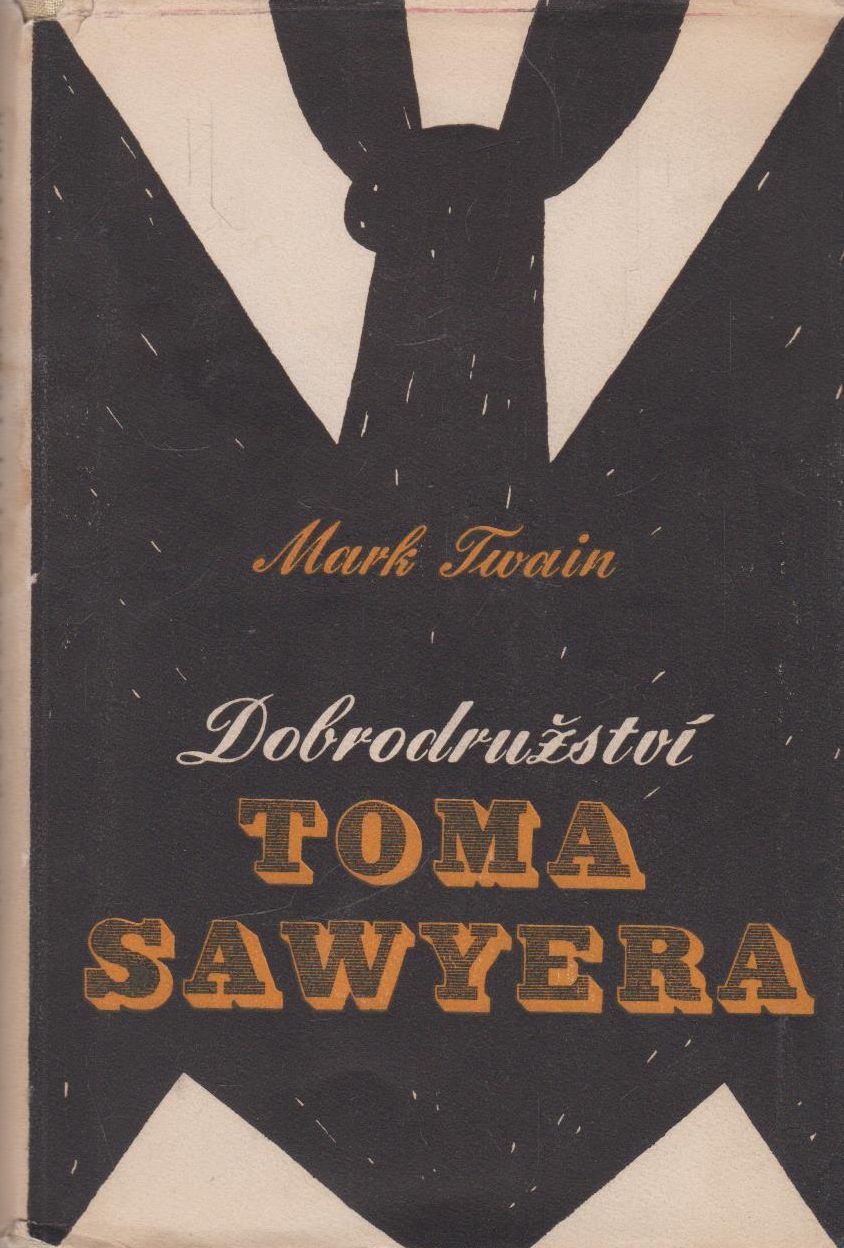 Mark Twain
Dobrodružství
TOMA
SAWYERA